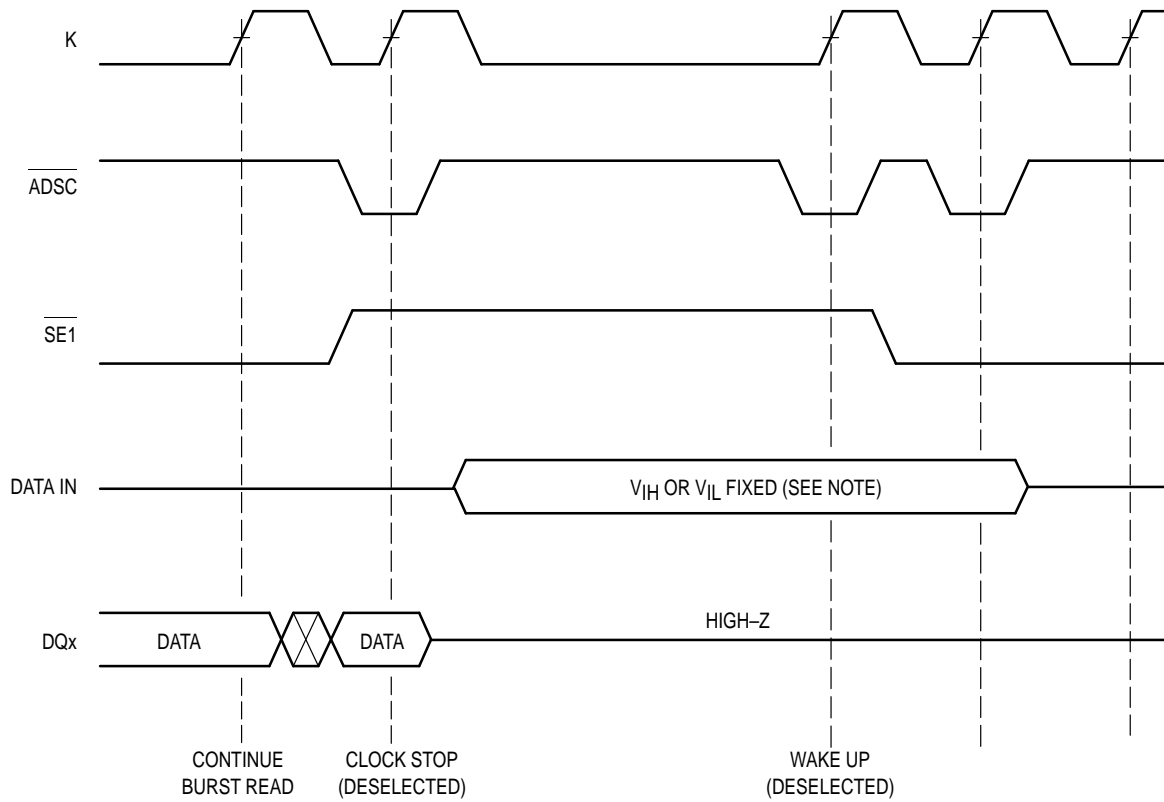 K
ADSC
SE1
DATA IN
VIH OR VIL FIXED (SEE NOTE)
DQx
DATA
DATA
HIGH–Z
CONTINUE
BURST READ
CLOCK STOP
(DESELECTED)
WAKE UP
(DESELECTED)